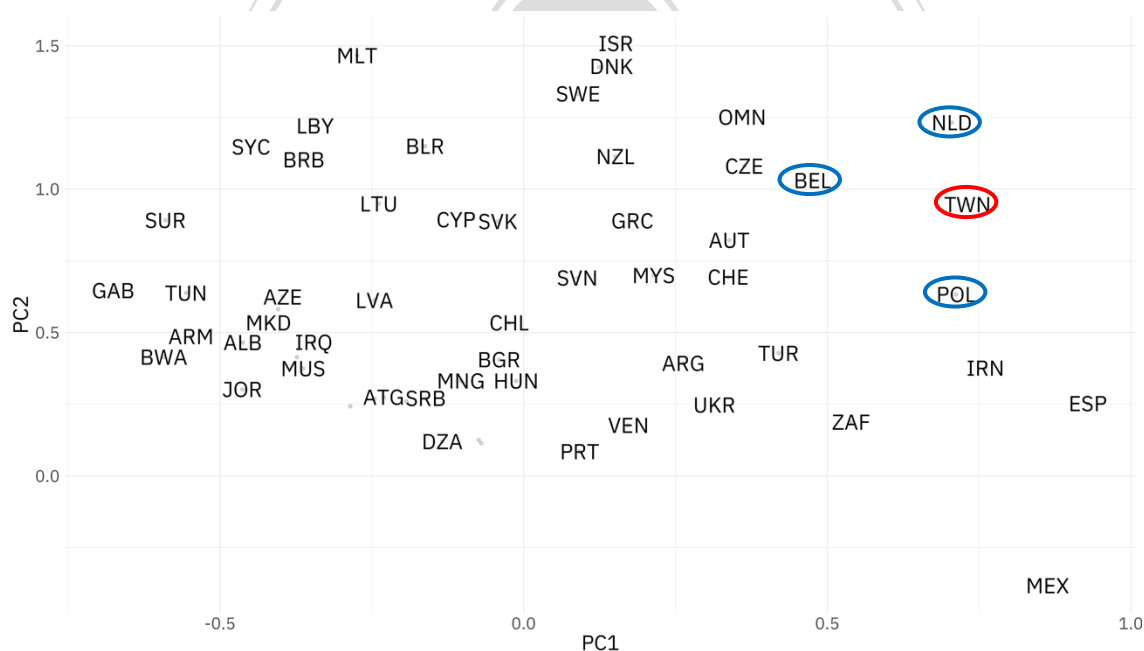 1.5
ISR
MLT
DNK
SWE
OMN
NLD
LBY
SYC
BLR
BRB
NZL
CZE
1.0
BEL
LTU
TWN
SUR
CYP SVK
GRC
AUT
SVN
MYS
CHE
GAB
TUN
AZE
LVA
POL
PC2
MKD
CHL
0.5
ARM
ALB
IRQ
BWA
MUS
BGR
ARG
TUR
IRN
JOR
MNG HUN
ATG SRB
UKR
ESP
VEN
ZAF
DZA
PRT
0.0
MEX
-0.5 0.0 0.5 1.0
PC1